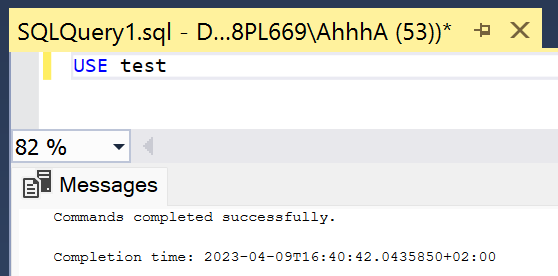 SQLQuery1.sql - D...8PL669\AhhhA (53))*
USE test
82 %
Messages
Commands completed successfully.
Completion time: 2023-04-09T16:40:42.0435850+02:00